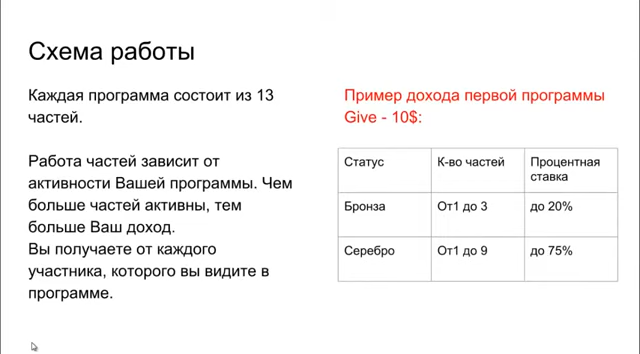 Схема работы
Каждая программа состоит из 13
частей.
Работа частей зависит от
активности Вашей программы. Чем
больше частей активны, тем
больше Ваш доход.
Вы получаете от каждого
участника, которого вы видите в
программе.
Пример дохода первой программы
Give - 10$:
Статус К-во частей Процентная
ставка
Бронза От1 до 3 до 20%
Серебро От1 до 9 до 75%